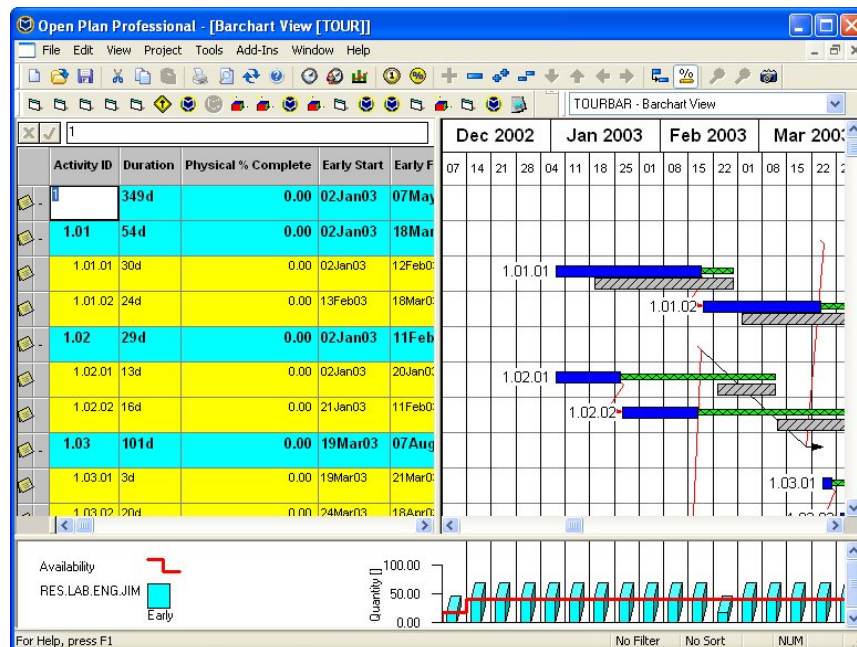 Open Plan Professional - [Barchart View [TOUR]]
File Edit View Project Tools Add-Ins Window Help
TOURBAR - Barchart View
1
Activity ID Duration Physical % Complete Early Start Early F
1 349d 0.00 02Jan03 07May
1.01 54d 0.00 02Jan03 18Mar
1.01.01 30d 0.00 02Jan03 12Feb03
1.01.02 24d 0.00 13Feb03 18Mar0
1.02 29d 0.00 02Jan03 11Feb
1.02.01 13d 0.00 02Jan03 20Jan03
1.02.02 16d 0.00 21Jan03 11Feb0
1.03 101d 0.00 19Mar03 07Aug
1.03.01 3d 0.00 19Mar03 21Mar0
1.03.02 20d 0.00 24Mar03 18Apr0
Dec 2002 Jan 2003 Feb 2003 Mar 2003
07 14 21 28 04 11 18 25 01 08 15 22 01 08 15 22
1.01.01
1.01.02
1.02.01
1.02.02
1.03.01
Availability
RES.LAB.ENG.JIM
Early
Quantity []
100.00
50.00
0.00
For Help, press F1 No Filter No Sort NUM